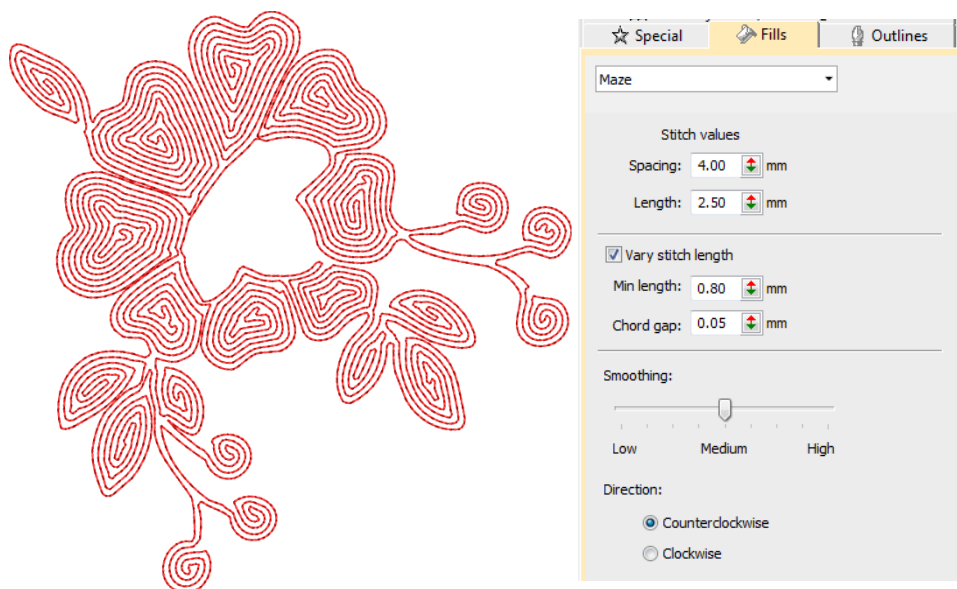 Special Fills Outlines
Maze
Stitch values
Spacing: 4.00 mm
Length: 2.50 mm
Vary stitch length
Min length: 0.80 mm
Chord gap: 0.05 mm
Smoothing:
Low Medium High
Direction:
Counterclockwise
Clockwise